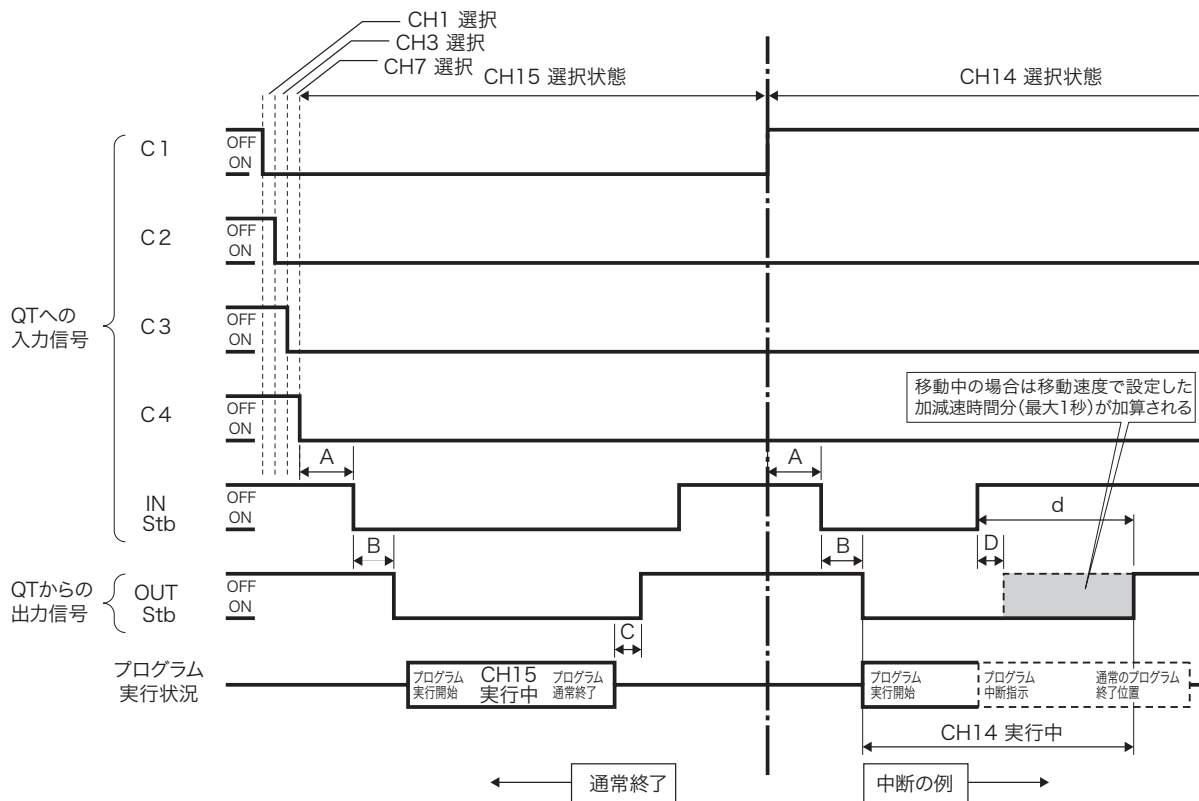 CH1 選択
CH3 選択
CH7 選択
CH15 選択状態
CH14 選択状態
QTへの
入力信号
C1
OFF
ON
C2
OFF
ON
C3
OFF
ON
C4
OFF
ON
移動中の場合は移動速度で設定した
加減速時間分(最大1秒)が加算される
A
A
IN
Stb
OFF
ON
d
B
B
D
QTからの
出力信号
OUT
Stb
OFF
ON
C
プログラム
実行状況
プログラム
実行開始
CH15
実行中
プログラム
通常終了
プログラム
実行開始
プログラム
中断指示
通常のプログラム
終了位置
CH14 実行中
通常終了
中断の例